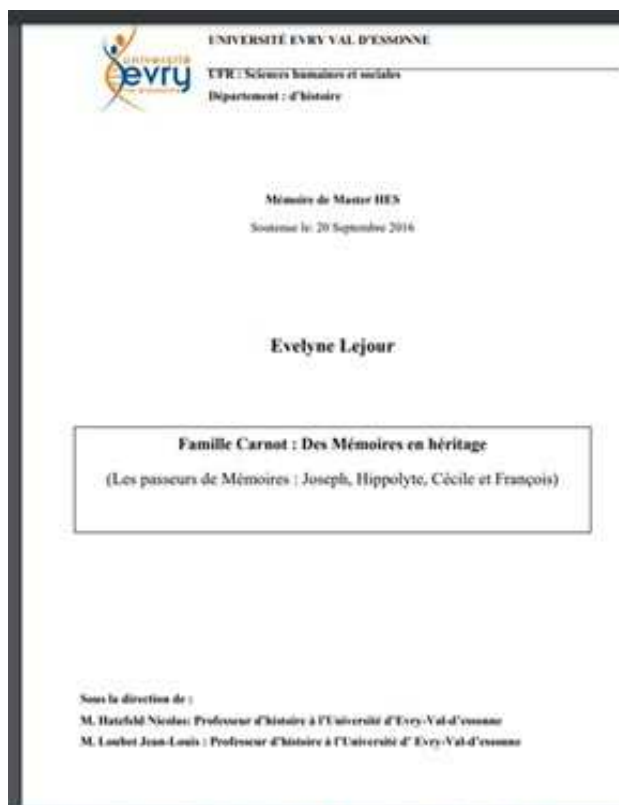 UNIVERSITÉ EVRY VAL D'ESSONNE
université
evry
UFR : Sciences humaines et sociales
Département : d'histoire
Mémoire de Master HES
Soutenue le: 20 Septembre 2016
Evelyne Lejour
Famille Carnot : Des Mémoires en héritage
(Les passeurs de Mémoires : Joseph, Hippolyte, Cécile et François)
Sous la direction de :
M. Hatzfeld Nicolas: Professeur d'histoire à l'Université d'Evry-Val-d'essonne
M. Loubet Jean-Louis : Professeur d'histoire à l'Université d' Evry-Val-d'essonne